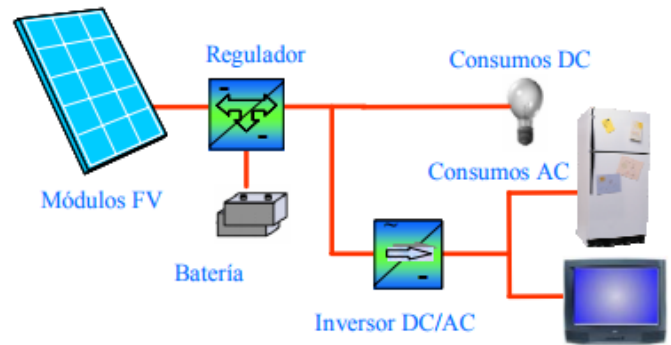 Regulador
Consumos DC
Módulos FV
Consumos AC
Batería
Inversor DC/AC